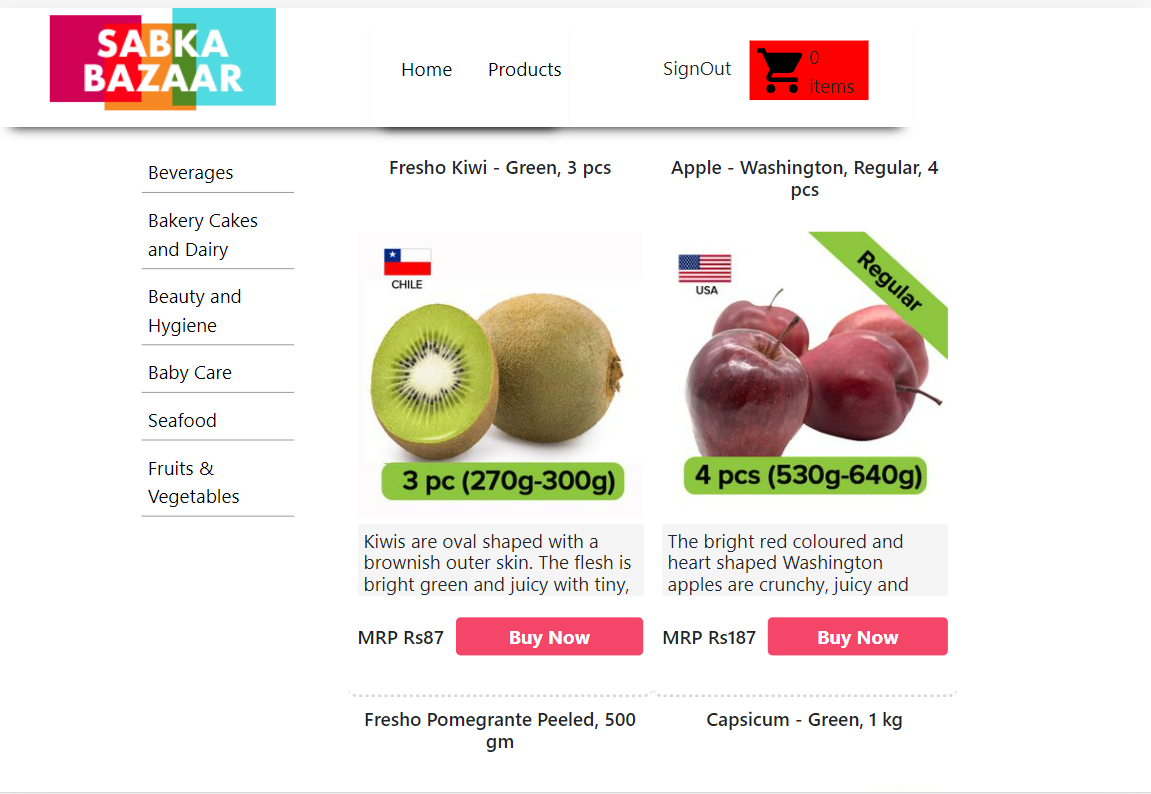 SABKA
BAZAAR
Home
Products
SignOut
0
items
Beverages
Bakery Cakes
and Dairy
Beauty and
Hygiene
Baby Care
Seafood
Fruits &
Vegetables
Fresho Kiwi - Green, 3 pcs
CHILE
3 pc (270g-300g)
Kiwis are oval shaped with a
brownish outer skin. The flesh is
bright green and juicy with tiny,
MRP Rs87
Buy Now
Apple - Washington, Regular, 4
pcs
USA
Regular
4 pcs (530g-640g)
The bright red coloured and
heart shaped Washington
apples are crunchy, juicy and
MRP Rs187
Buy Now
Fresho Pomegrante Peeled, 500
gm
Capsicum - Green, 1 kg